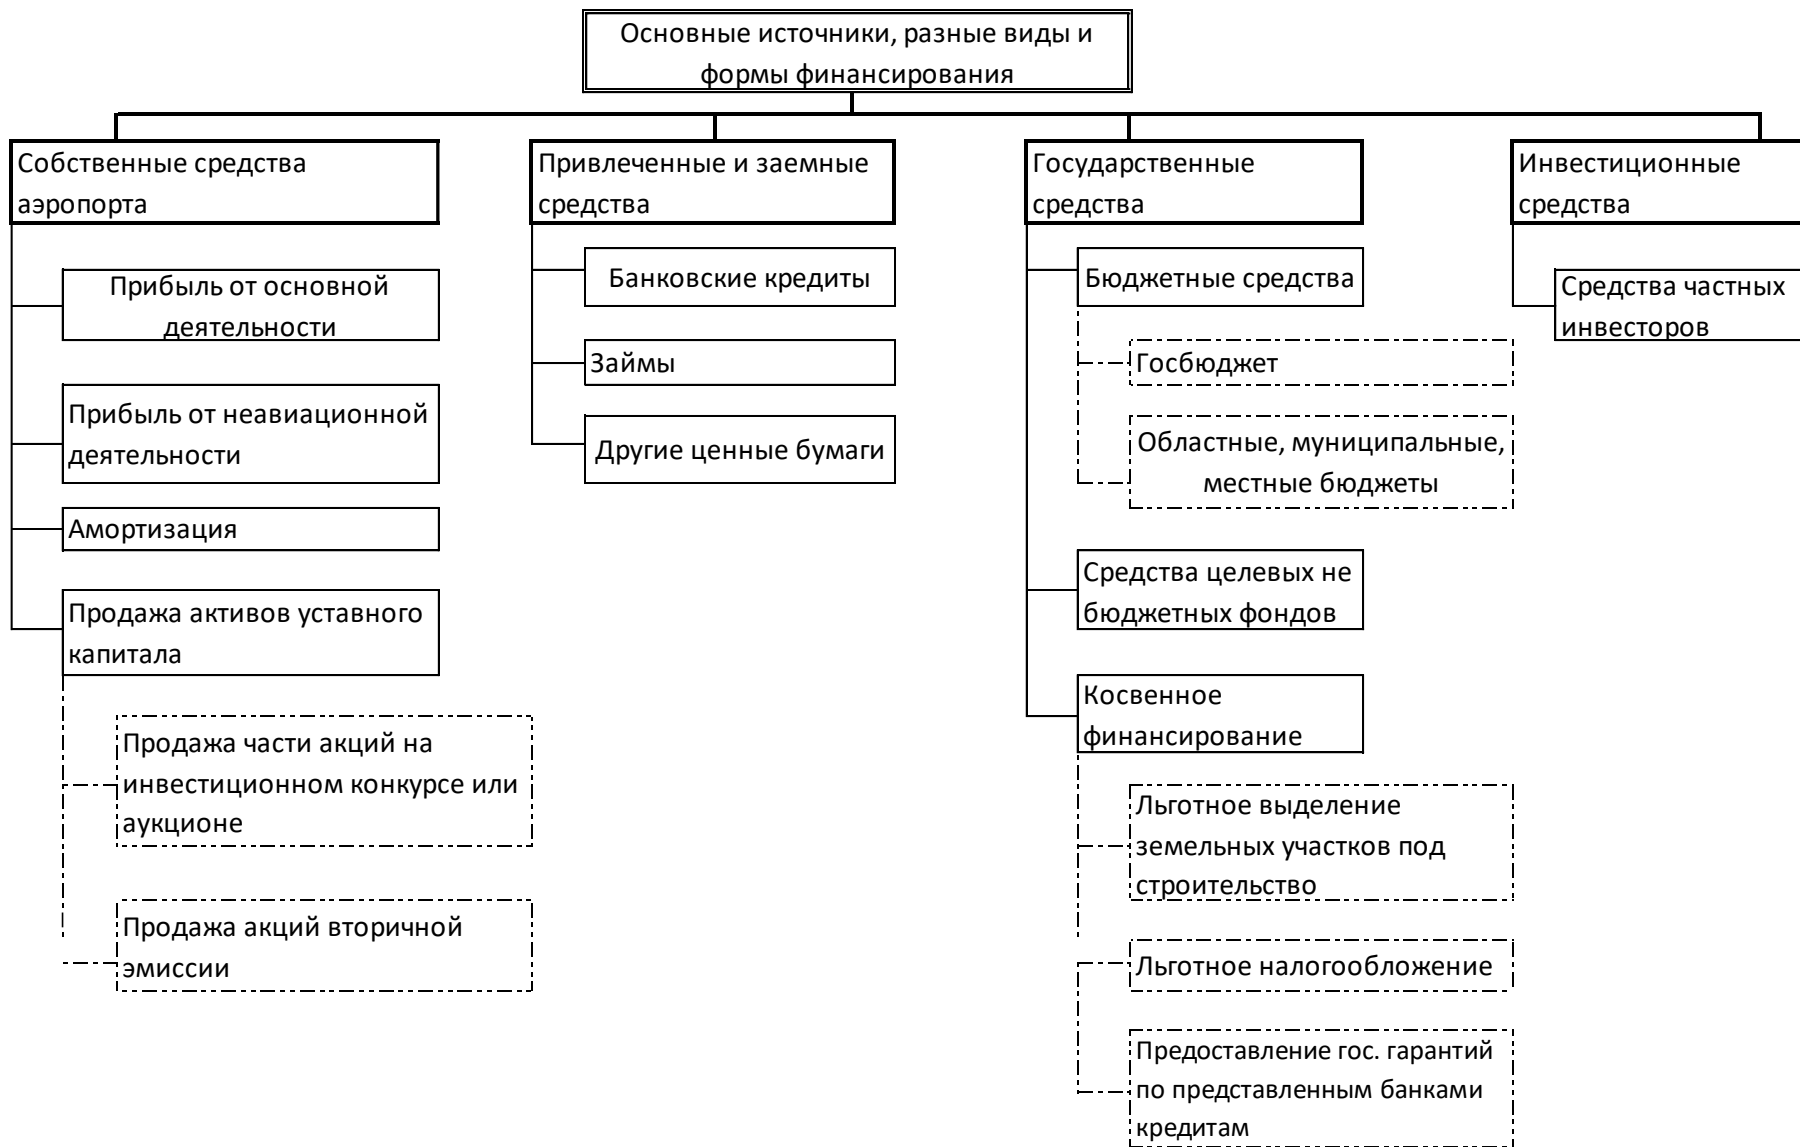 Основные источники, разные виды и
формы финансирования
Собственные средства
аэропорта
Прибыль от основной
деятельности
Прибыль от неавиационной
деятельности
Амортизация
Продажа активов уставного
капитала
Продажа части акций на
инвестиционном конкурсе или
аукционе
Продажа акций вторичной
эмиссии
Привлеченные и заемные
средства
Банковские кредиты
Займы
Другие ценные бумаги
Государственные
средства
Бюджетные средства
Госбюджет
Областные, муниципальные,
местные бюджеты
Средства целевых не
бюджетных фондов
Косвенное
финансирование
Льготное выделение
земельных участков под
строительство
Льготное налогообложение
Предоставление гос. гарантий
по представленным банками
кредитам
Инвестиционные
средства
Средства частных
инвесторов